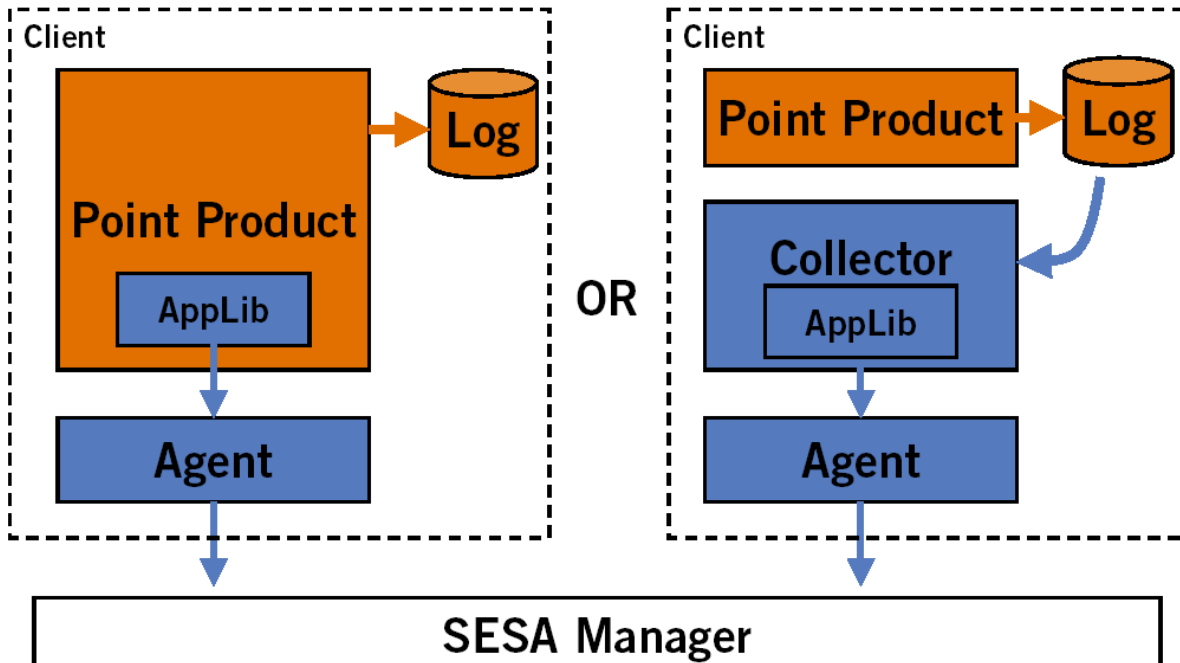 Client
Point Product
Log
AppLib
Agent
OR
Client
Point Product
Log
Collector
AppLib
Agent
SESA Manager